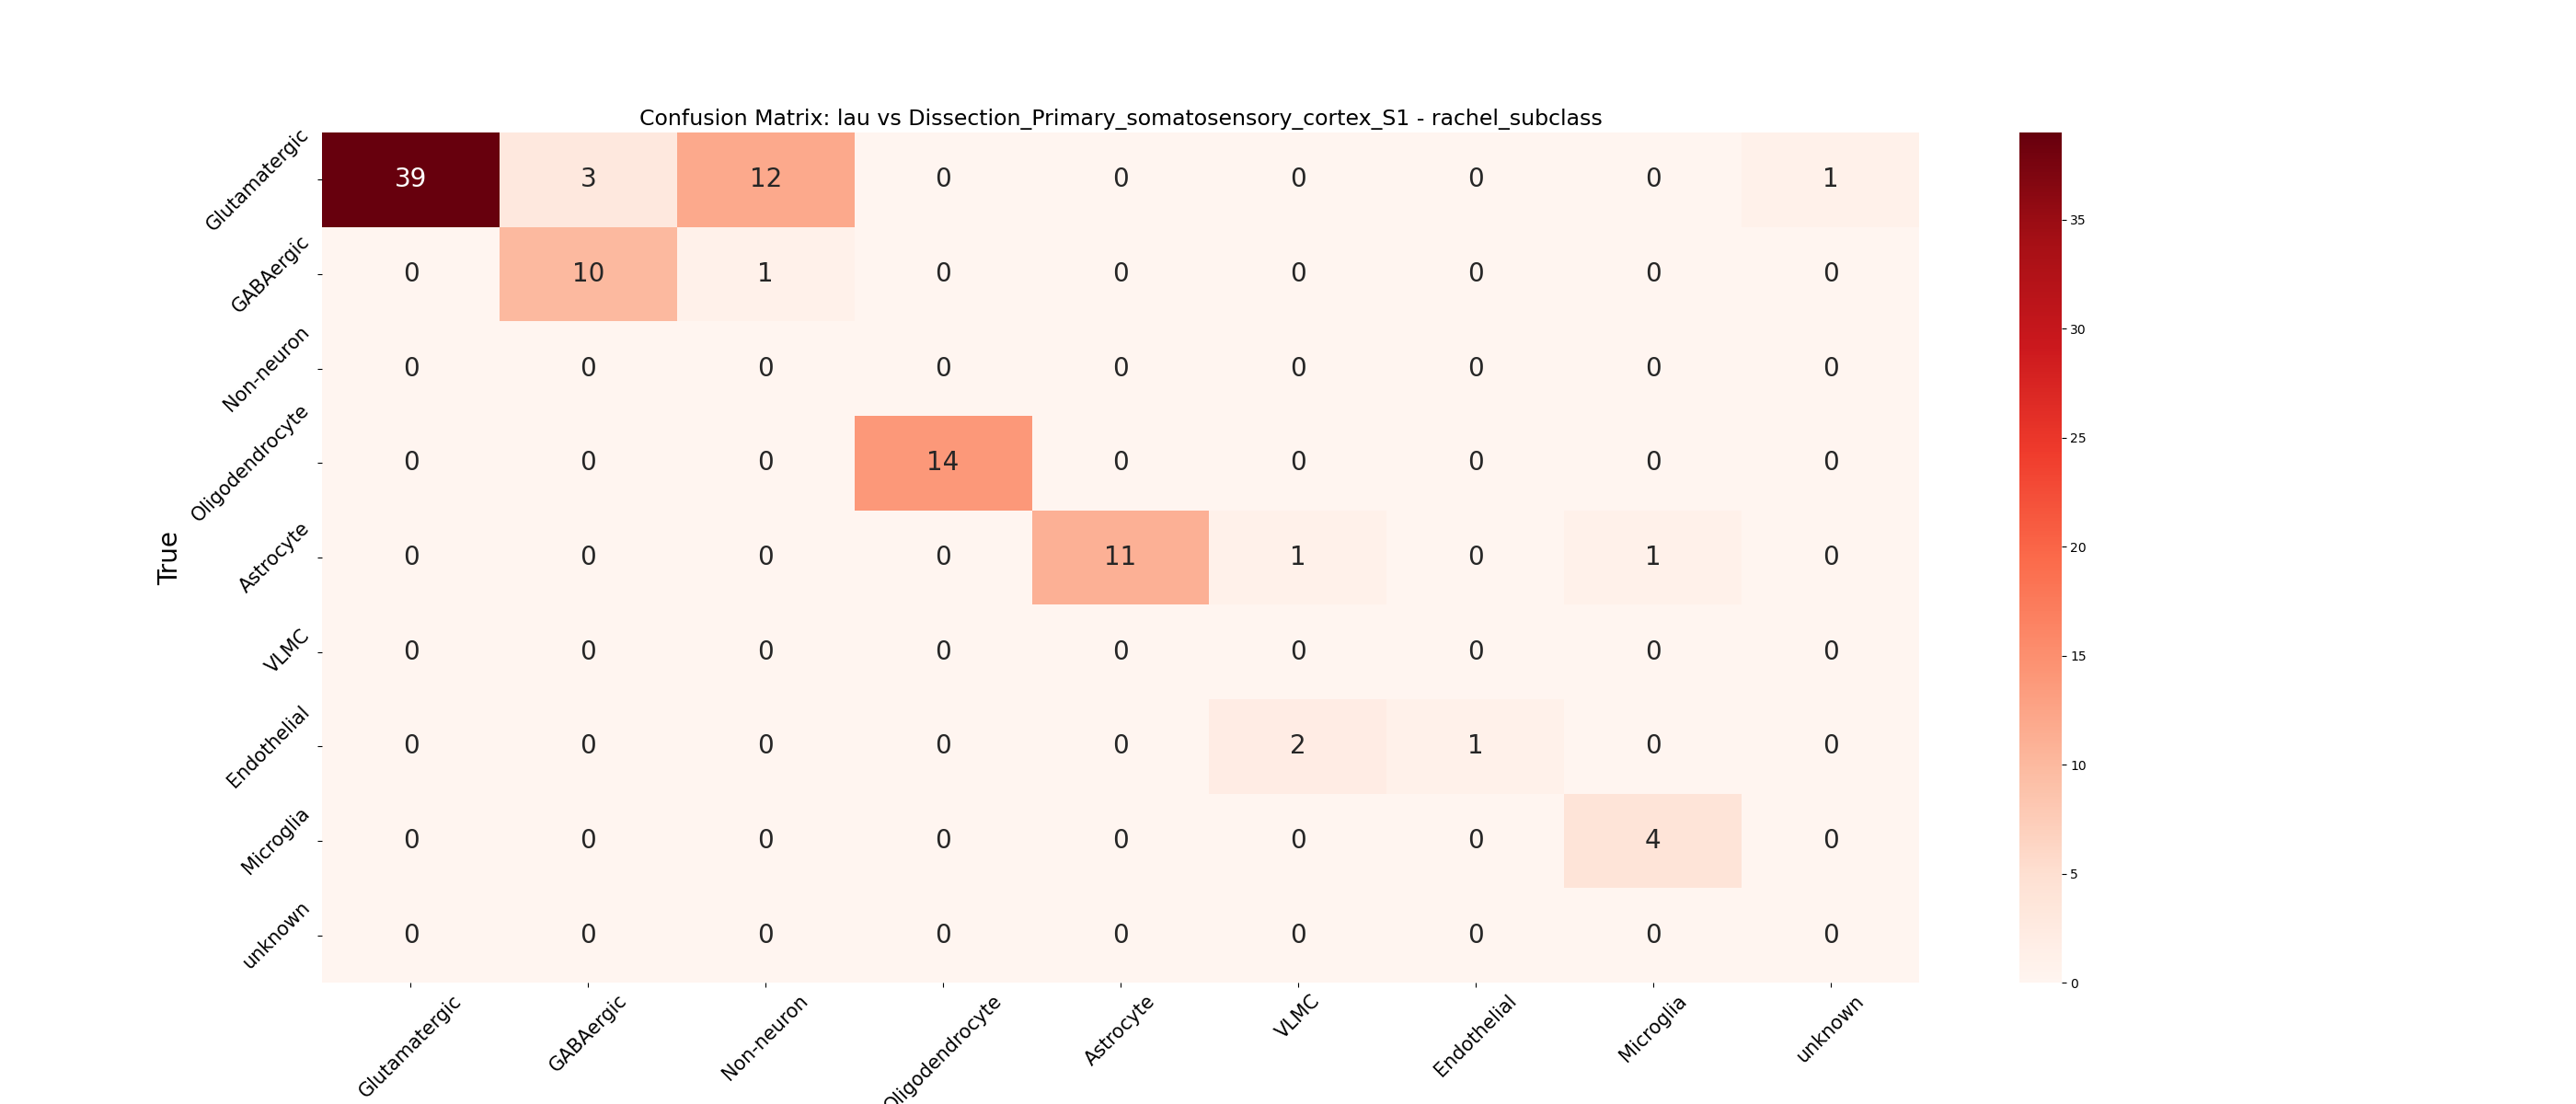 Confusion Matrix: lau vs Dissection_Primary_somatosensory_cortex_S1 - rachel_subclass
Glutamatergic 39 3 12 0 0 0 0 0 1
GABAergic 0 10 1 0 0 0 0 0 0
Non-neuron 0 0 0 0 0 0 0 0 0
Oligodendrocyte 0 0 0 14 0 0 0 0 0
Astrocyte 0 0 0 0 11 1 0 1 0
VLMC 0 0 0 0 0 0 0 0 0
Endothelial 0 0 0 0 0 2 1 0 0
Microglia 0 0 0 0 0 0 0 4 0
unknown 0 0 0 0 0 0 0 0 0
True
Glutamatergic GABAergic Non-neuron Oligodendrocyte Astrocyte VLMC Endothelial Microglia unknown
35
30
25
20
15
10
5
0